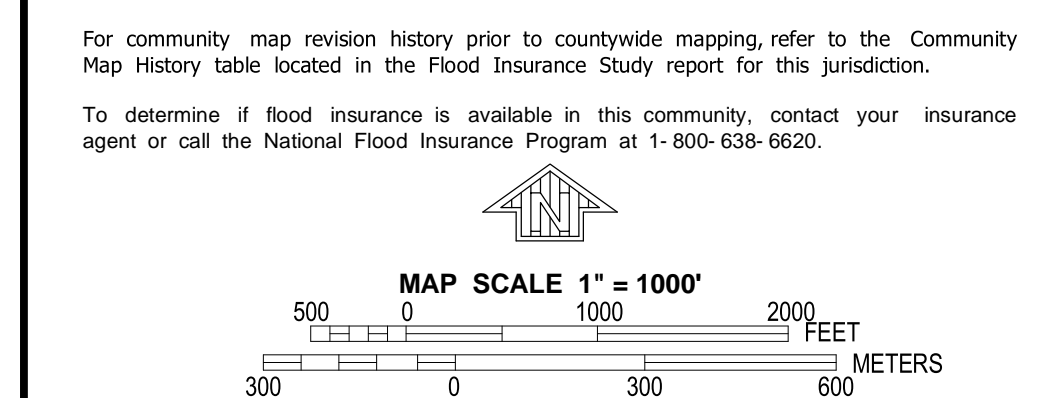 For community map revision history prior to countywide mapping, refer to the Community
Map History table located in the Flood Insurance Study report for this jurisdiction.
To determine if flood insurance is available in this community, contact your insurance
agent or call the National Flood Insurance Program at 1- 800- 638- 6620.
N
MAP SCALE 1" = 1000'
500 0 1000 2000
FEET
METERS
300 0 300 600